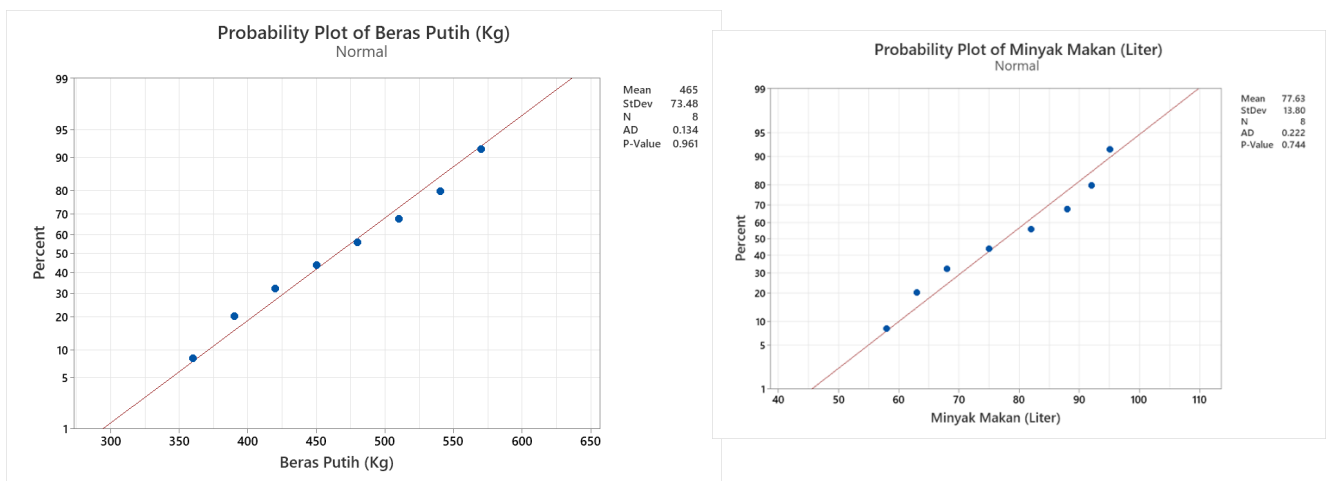 Probability Plot of Beras Putih (Kg)
Normal
99
95
90
80
70
60
50
40
30
20
10
5
1
Percent
300 350 400 450 500 550 600 650
Beras Putih (Kg)
Mean 465
StDev 73.48
N 8
AD 0.134
P-Value 0.961
Probability Plot of Minyak Makan (Liter)
Normal
99
95
90
80
70
60
50
40
30
20
10
5
1
Percent
40 50 60 70 80 90 100 110
Minyak Makan (Liter)
Mean 77.63
StDev 13.80
N 8
AD 0.222
P-Value 0.744